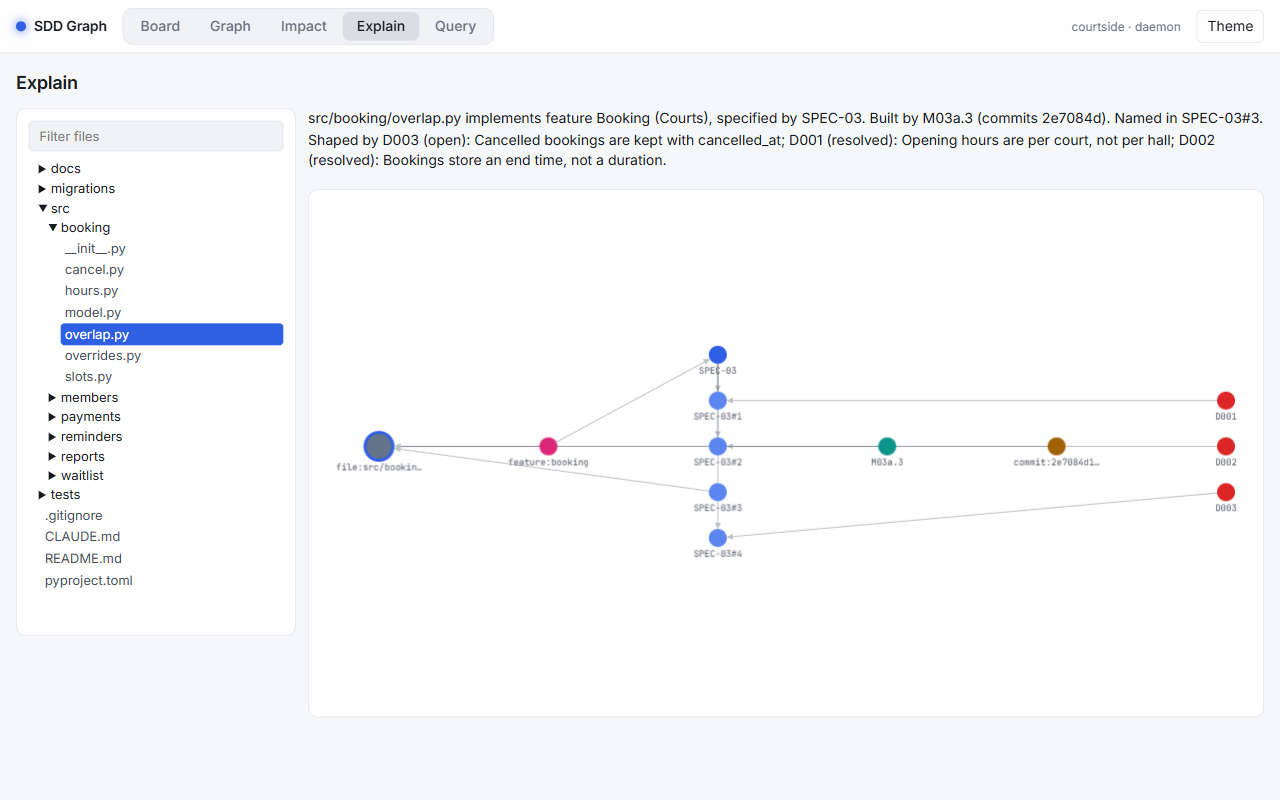 SDD Graph
Board
Graph
Impact
Explain
Query
courtside · daemon
Theme
Explain
Filter files
docs
migrations
src
booking
__init__.py
cancel.py
hours.py
model.py
overlap.py
overrides.py
slots.py
members
payments
reminders
reports
waitlist
tests
.gitignore
CLAUDE.md
README.md
pyproject.toml
src/booking/overlap.py implements feature Booking (Courts), specified by SPEC-03. Built by M03a.3 (commits 2e7084d). Named in SPEC-03#3.
Shaped by D003 (open): Cancelled bookings are kept with cancelled_at; D001 (resolved): Opening hours are per court, not per hall; D002
(resolved): Bookings store an end time, not a duration.
SPEC-03
SPEC-03#1
D001
file:src/bookin…
feature:booking
SPEC-03#2
M03a.3
commit:2e7084d1…
D002
SPEC-03#3
D003
SPEC-03#4